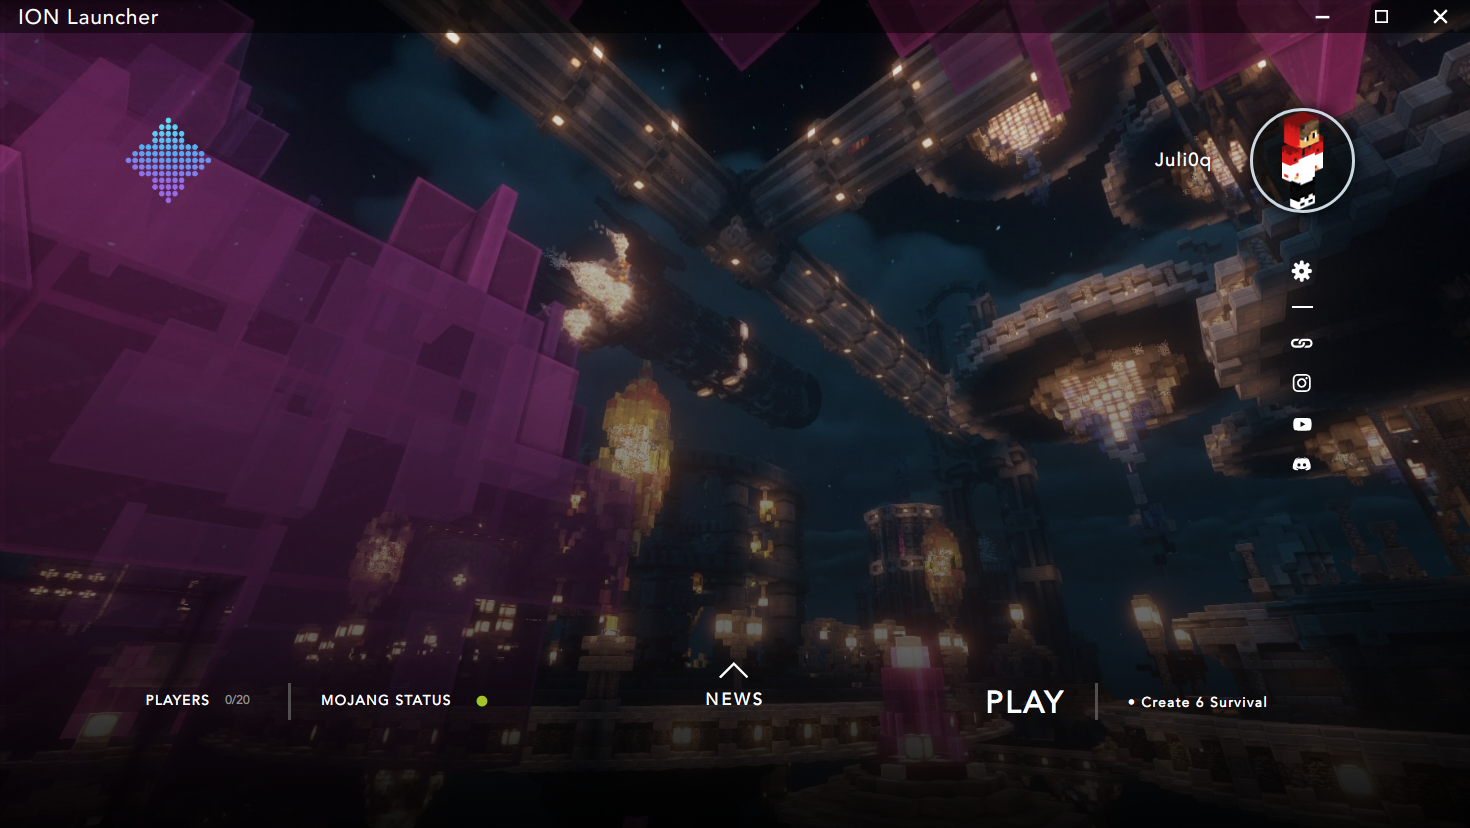 ION Launcher
Juli0q
PLAYERS 0/20
MOJANG STATUS
NEWS
PLAY
• Create 6 Survival